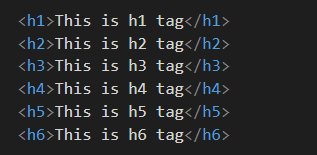 <h1>This is h1 tag</h1>
<h2>This is h2 tag</h2>
<h3>This is h3 tag</h3>
<h4>This is h4 tag</h4>
<h5>This is h5 tag</h5>
<h6>This is h6 tag</h6>